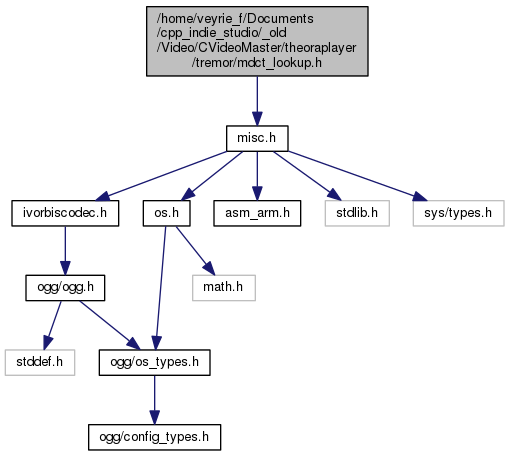 /home/veyrie_f/Documents
/cpp_indie_studio/_old
/Video/CVideoMaster/theoraplayer
/tremor/mdct_lookup.h
misc.h
ivorbiscodec.h
os.h
asm_arm.h
stdlib.h
sys/types.h
ogg/ogg.h
math.h
stddef.h
ogg/os_types.h
ogg/config_types.h